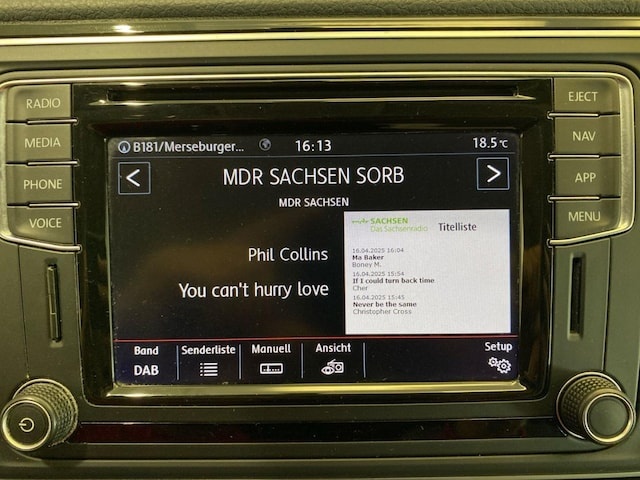 RADIO
MEDIA
PHONE
VOICE
EJECT
NAV
APP
MENU
B181/Merseburger... 16:13 18.5°C
< MDR SACHSEN SORB >
MDR SACHSEN
Phil Collins
You can't hurry love
mdr SACHSEN
Das Sachsenradio Titelliste
16.04.2025 16:04
Ma Baker
Boney M.
16.04.2025 15:54
If I could turn back time
Cher
16.04.2025 15:45
Never be the same
Christopher Cross
Band Senderliste Manuell Ansicht Setup
DAB